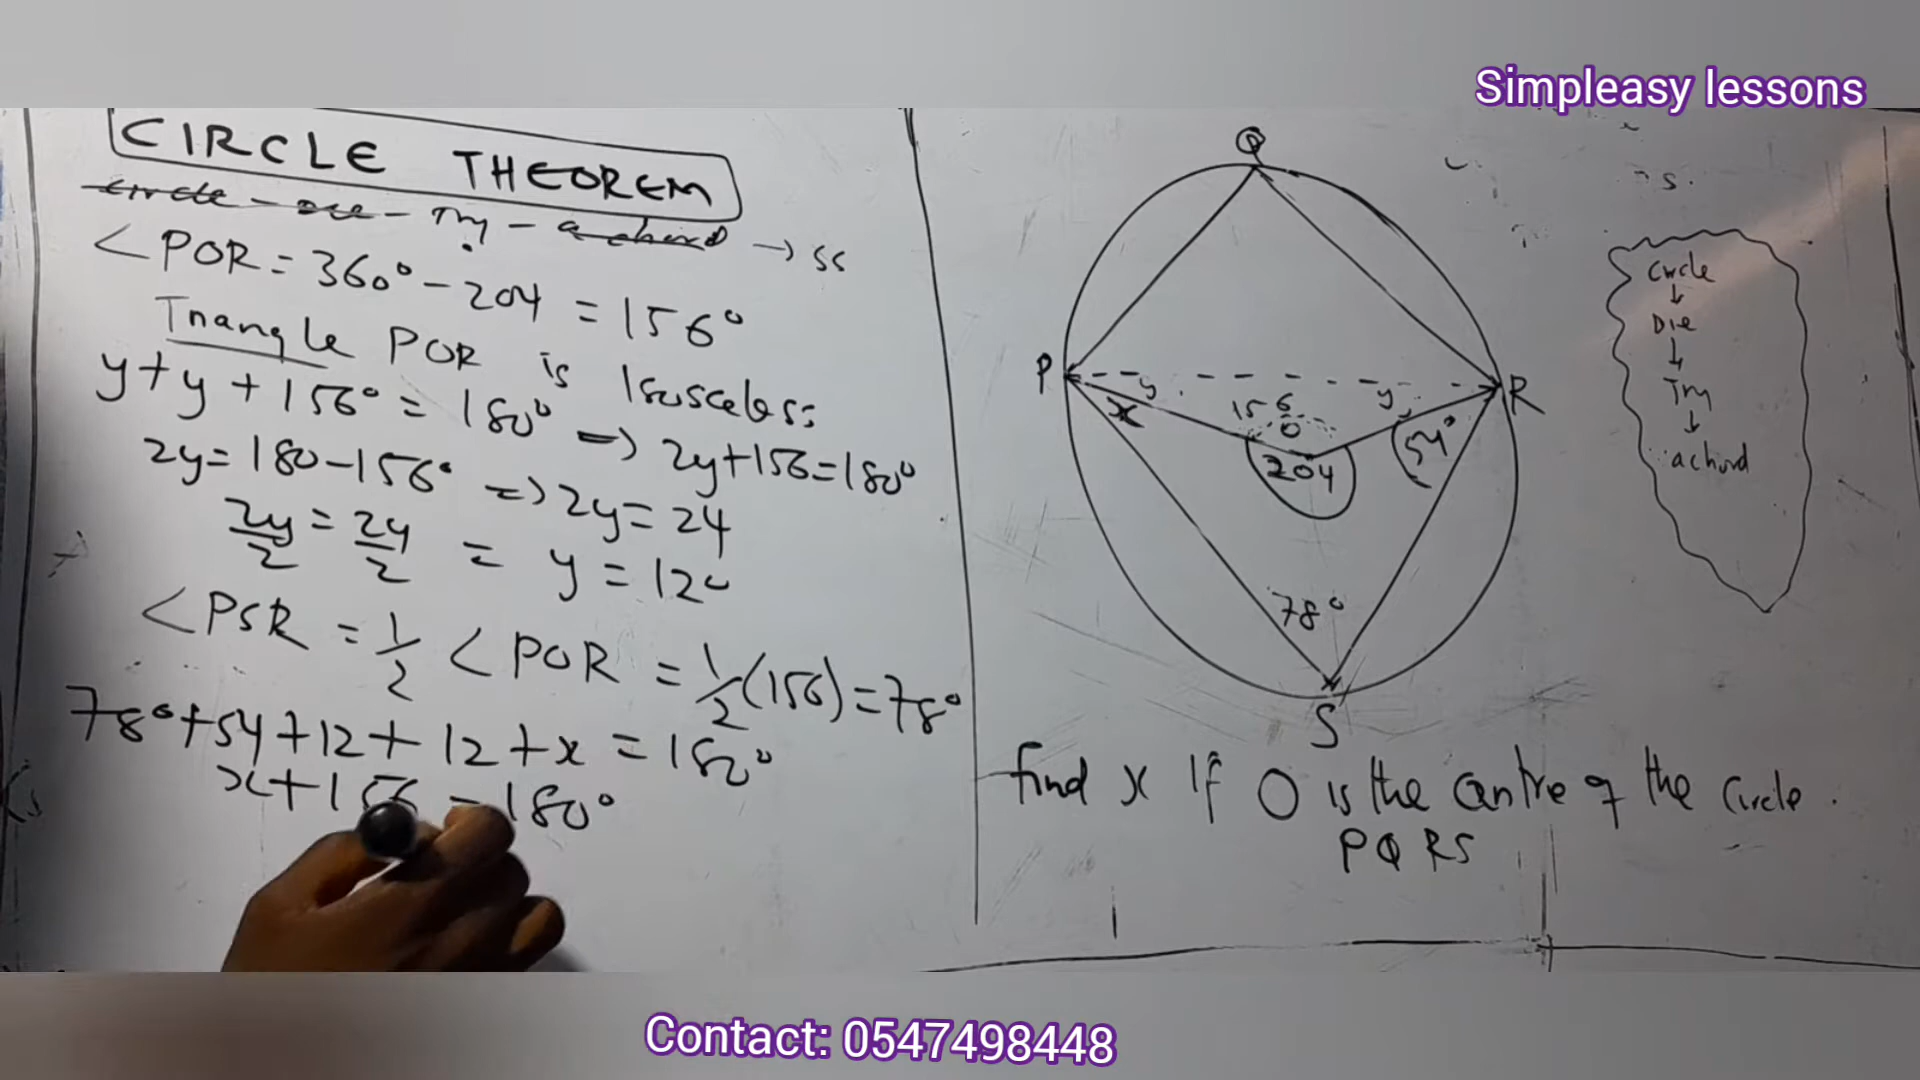 Simpleasy lessons
CIRCLE THEOREM
circle - Die - Try - a chord → ss
<POR = 360° - 204 = 156°
Triangle POR is Isosceles:
y + y + 156° = 180° => 2y+156=180°
2y = 180-156° => 2y = 24
2y/2 = 24/2 = y = 12°
<PSR = 1/2 <POR = 1/2(156) = 78°
78° + 54 + 12 + 12 + x = 180°
x + 156 = 180°
Q
P
y
y
R
x
156
O
54°
204
78°
S
find x If O is the centre of the circle.
PQRS
s.
Circle
↓
Die
↓
Try
↓
a chord
Contact: 0547498448